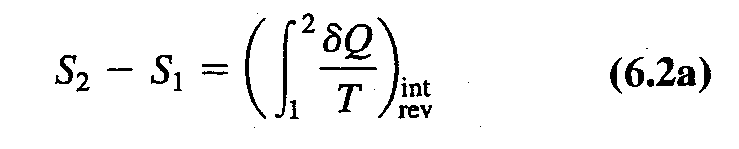 S₂ − S₁ = (∫₁² δQ/T)int rev (6.2a)